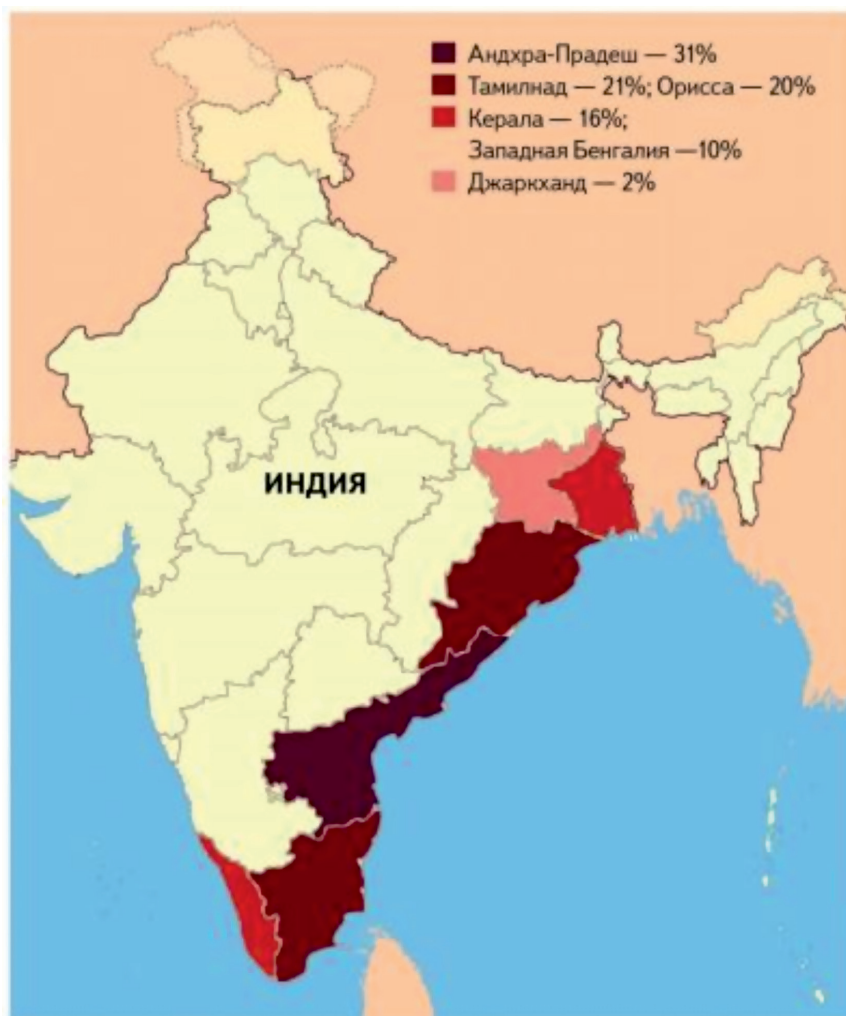 Андхра-Прадеш — 31%
Тамилнад — 21%; Орисса — 20%
Керала — 16%;
Западная Бенгалия —10%
Джаркханд — 2%
ИНДИЯ